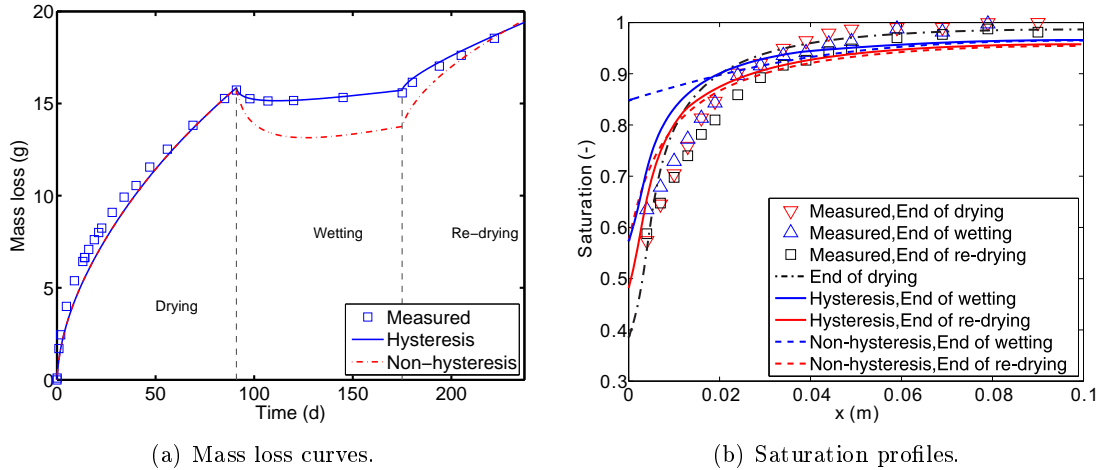 20
15
10
5
0
Mass loss (g)
0
50
100
150
200
Time (d)
Drying
Wetting
Re−drying
Measured
Hysteresis
Non−hysteresis
(a) Mass loss curves.
1
0.9
0.8
0.7
0.6
0.5
0.4
0.3
Saturation (-)
0
0.02
0.04
0.06
0.08
0.1
x (m)
Measured,End of drying
Measured,End of wetting
Measured,End of re-drying
End of drying
Hysteresis,End of wetting
Hysteresis,End of re-drying
Non-hysteresis,End of wetting
Non-hysteresis,End of re-drying
(b) Saturation profiles.